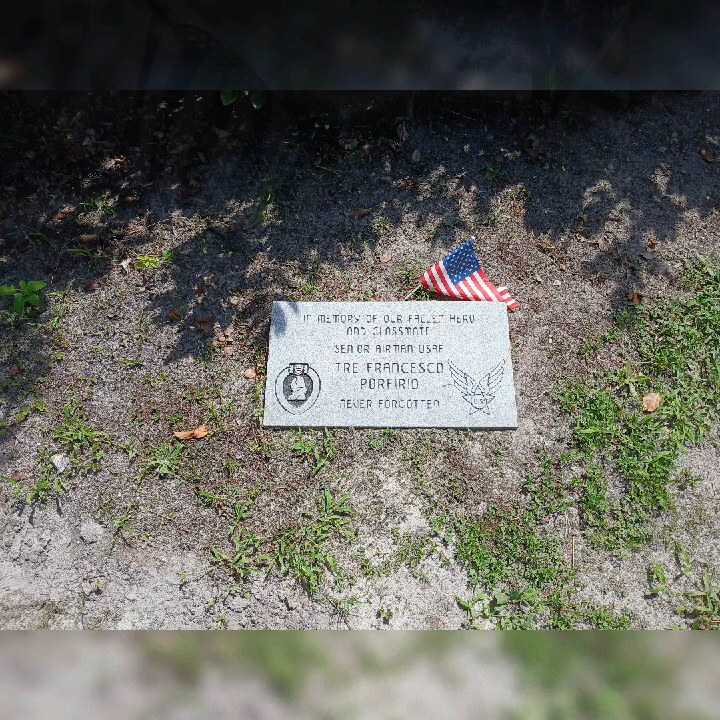 IN MEMORY OF OUR FALLEN HERO
AND CLASSMATE
SENIOR AIRMAN USAF
TRE FRANCESCO
PORFIRIO
NEVER FORGOTTEN